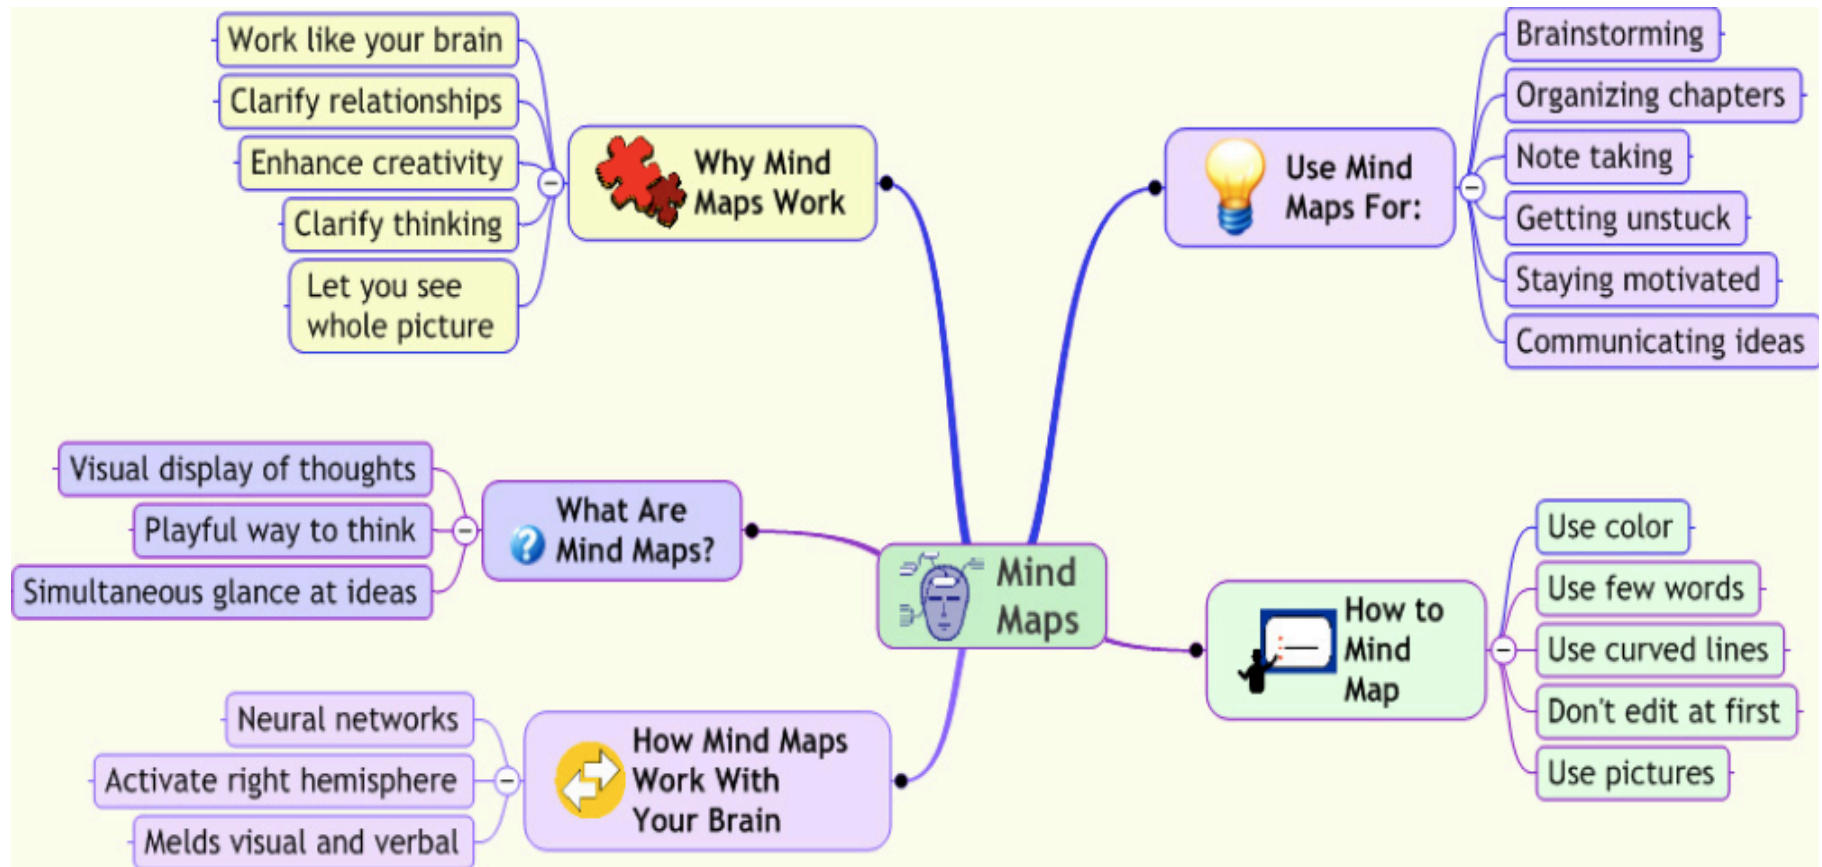 Work like your brain
Clarify relationships
Enhance creativity
Clarify thinking
Let you see
whole picture
Why Mind
Maps Work
Use Mind
Maps For:
Brainstorming
Organizing chapters
Note taking
Getting unstuck
Staying motivated
Communicating ideas
Visual display of thoughts
Playful way to think
Simultaneous glance at ideas
What Are
Mind Maps?
Mind
Maps
How to
Mind
Map
Use color
Use few words
Use curved lines
Don't edit at first
Use pictures
Neural networks
Activate right hemisphere
Melds visual and verbal
How Mind Maps
Work With
Your Brain